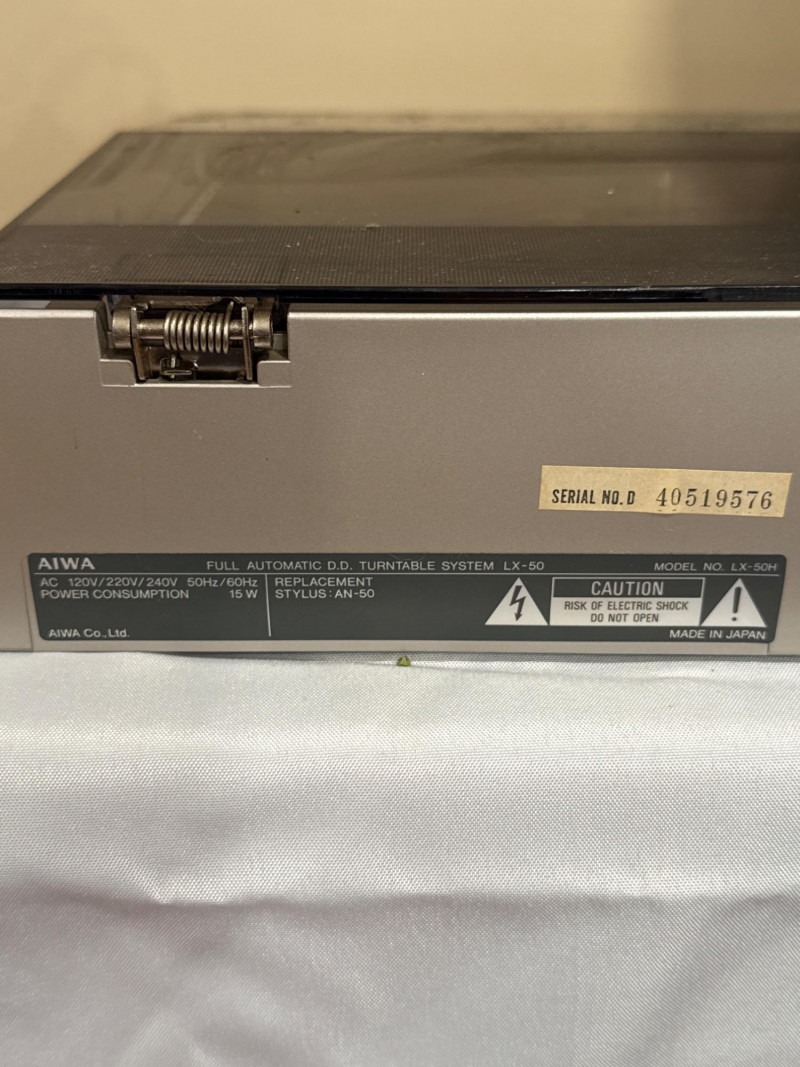 SERIAL NO. D 40519576
AIWA FULL AUTOMATIC D.D. TURNTABLE SYSTEM LX-50 MODEL NO. LX-50H
AC 120V/220V/240V 50Hz/60Hz
POWER CONSUMPTION 15 W
AIWA Co., Ltd.
REPLACEMENT
STYLUS : AN-50
CAUTION
RISK OF ELECTRIC SHOCK
DO NOT OPEN
MADE IN JAPAN